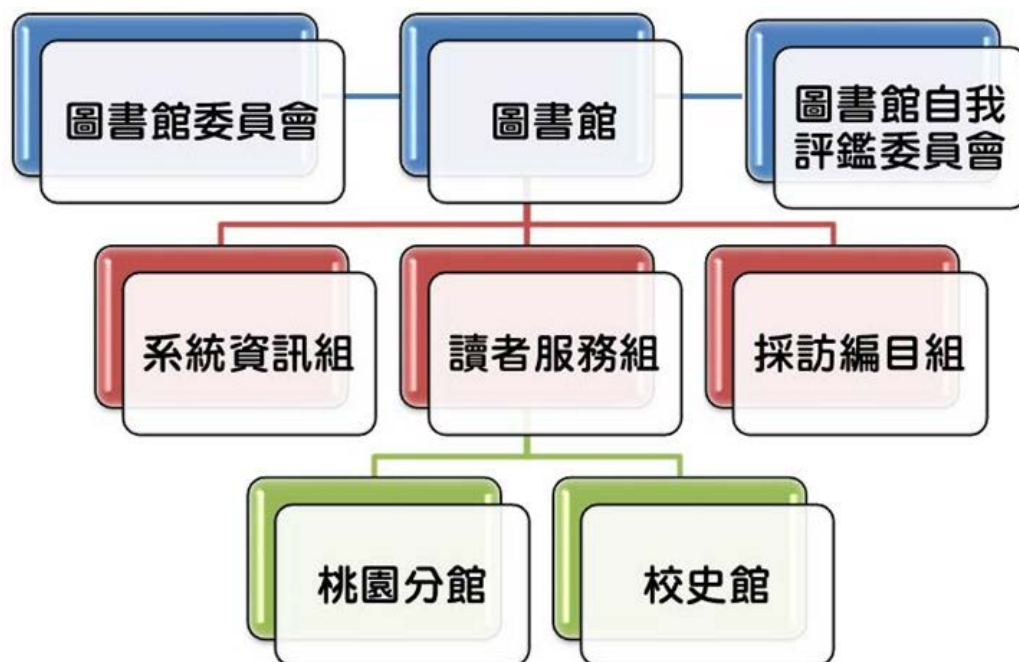 圖書館委員會
圖書館
圖書館自我
評鑑委員會
系統資訊組
讀者服務組
採訪編目組
桃園分館
校史館